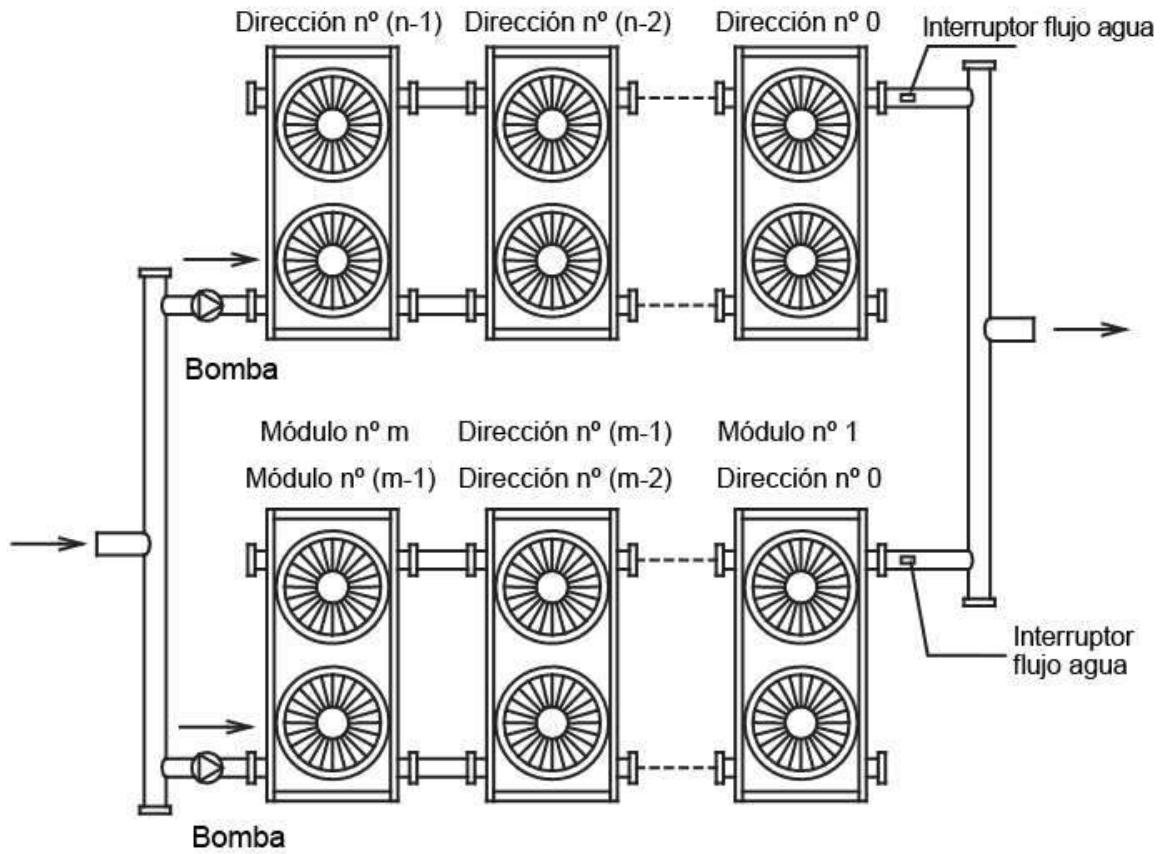 Dirección nº (n-1) Dirección nº (n-2) Dirección nº 0
Interruptor flujo agua
Bomba
Módulo nº m Dirección nº (m-1) Módulo nº 1
Módulo nº (m-1) Dirección nº (m-2) Dirección nº 0
Interruptor
flujo agua
Bomba